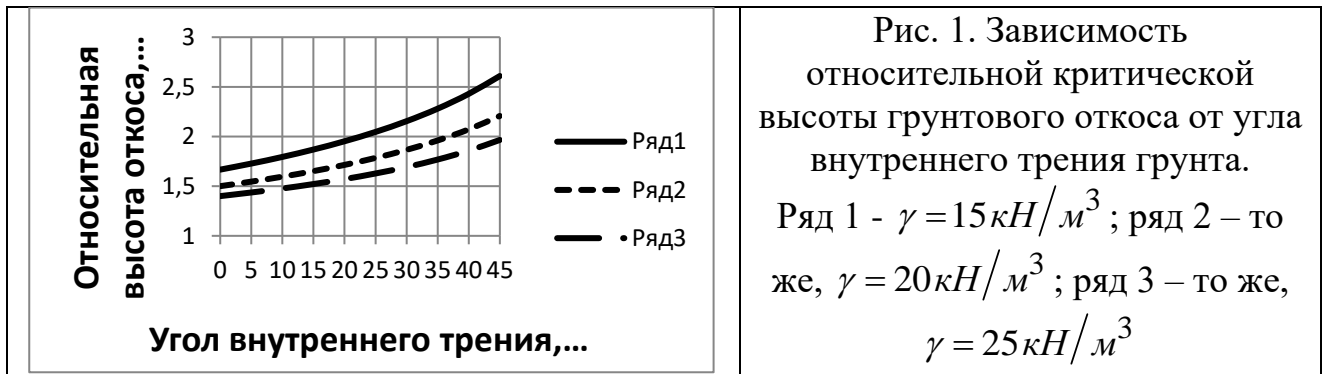 Относительная
высота откоса,...
3
2,5
2
1,5
1
0 5 10 15 20 25 30 35 40 45
Угол внутреннего трения,...
Ряд1
Ряд2
Ряд3
Рис. 1. Зависимость
относительной критической
высоты грунтового откоса от угла
внутреннего трения грунта.
Ряд 1 - γ = 15 кН/м³ ; ряд 2 – то
же, γ = 20 кН/м³ ; ряд 3 – то же,
γ = 25 кН/м³